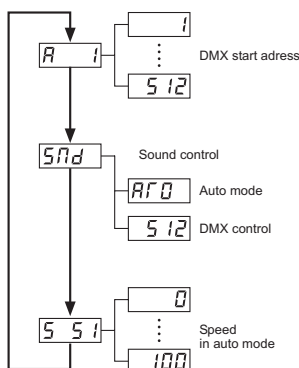 1
A 1
DMX start adress
512
Snd
Sound control
Aro
Auto mode
512
DMX control
0
S 51
Speed
in auto mode
100